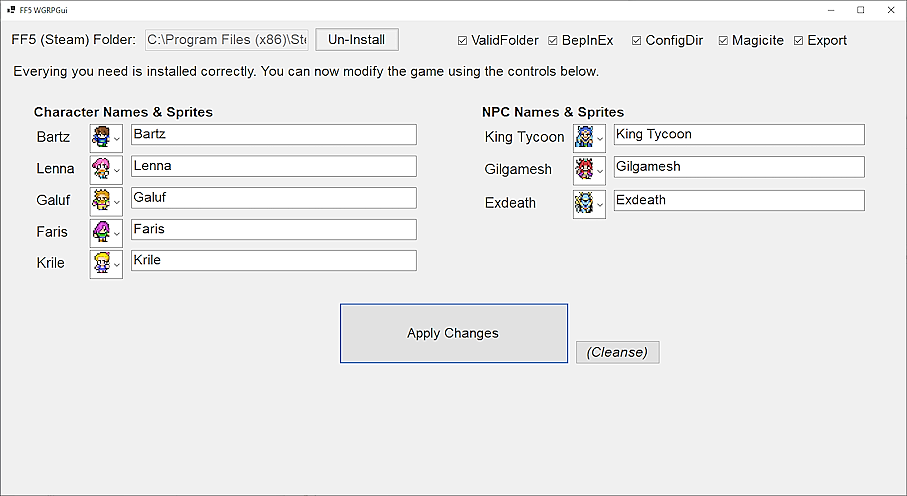 FF5 WGRPGui
FF5 (Steam) Folder: C:\Program Files (x86)\Ste Un-Install ValidFolder BepInEx ConfigDir Magicite Export
Everying you need is installed correctly. You can now modify the game using the controls below.
Character Names & Sprites
Bartz Bartz
Lenna Lenna
Galuf Galuf
Faris Faris
Krile Krile
NPC Names & Sprites
King Tycoon King Tycoon
Gilgamesh Gilgamesh
Exdeath Exdeath
Apply Changes
(Cleanse)